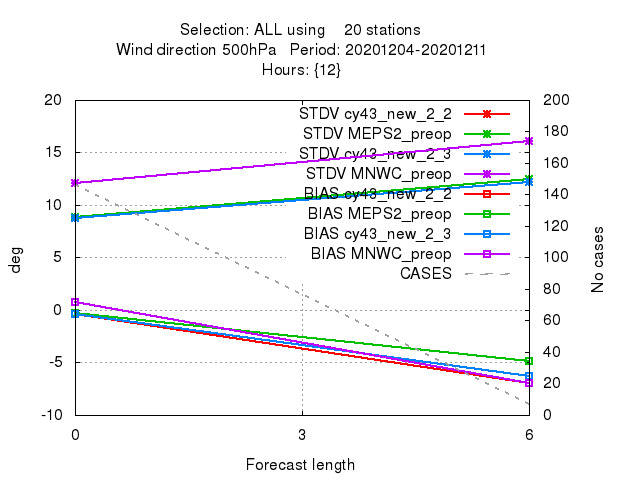 Selection: ALL using 20 stations
Wind direction 500hPa Period: 20201204-20201211
Hours: {12}
20
15
10
5
0
-5
-10
deg
200
180
160
140
120
100
80
60
40
20
0
No cases
STDV cy43_new_2_2
STDV MEPS2_preop
STDV cy43_new_2_3
STDV MNWC_preop
BIAS cy43_new_2_2
BIAS MEPS2_preop
BIAS cy43_new_2_3
BIAS MNWC_preop
CASES
0 3 6
Forecast length